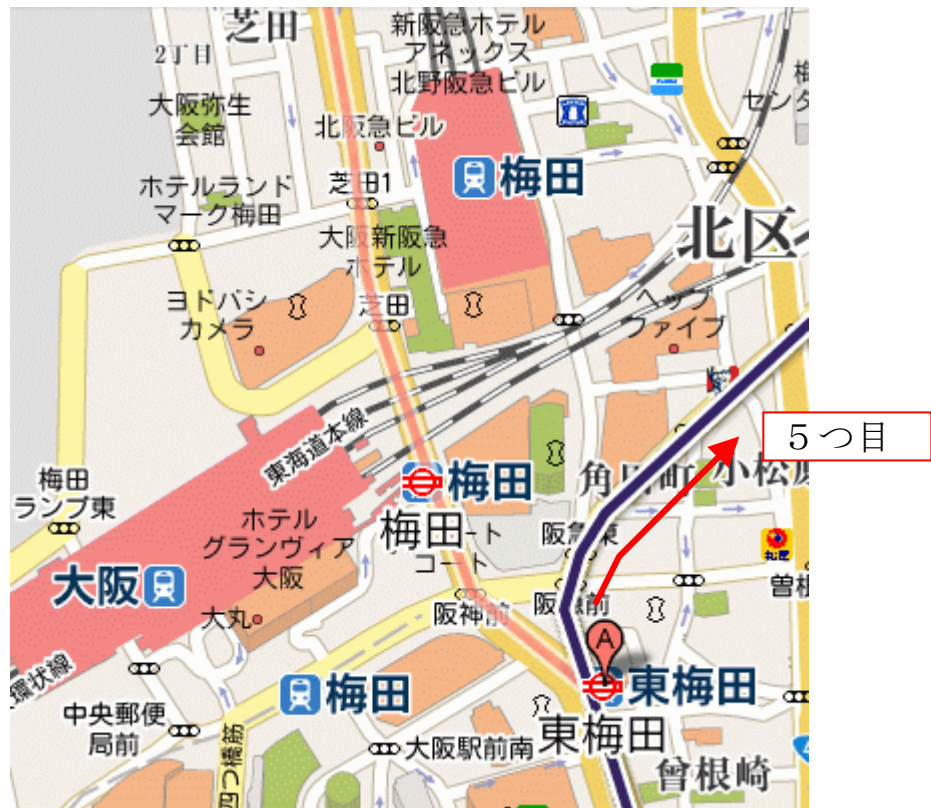 芝田
2丁目
新阪急ホテル
アネックス
北野阪急ビル
大阪弥生
会館
北阪急ビル
梅田
ホテルランド
マーク梅田
芝田1
北区
大阪新阪急
ホテル
ヨドバシ
カメラ
芝田
ヘップ
ファイブ
5つ目
東海道本線
梅田
ランプ東
梅田
梅田
角田町
小松原
ホテル
グランヴィア
大阪
コート
阪急東
大阪
大丸
阪神前
阪急前
環状線
梅田
東梅田
東梅田
中央郵便
局前
四つ橋筋
大阪駅前南
曾根崎
A